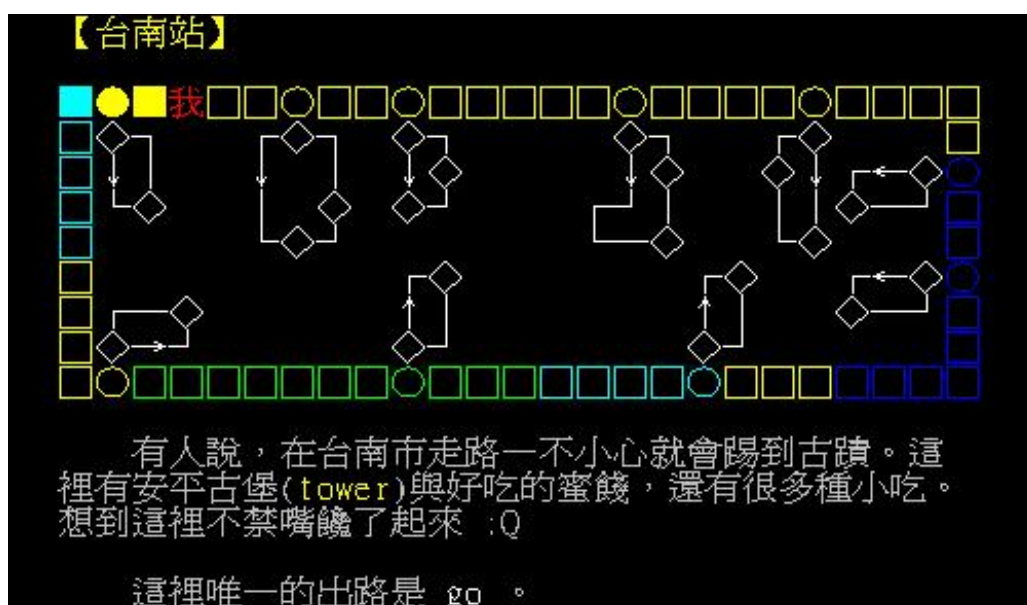 【台南站】
我
有人說,在台南市走路一不小心就會踢到古蹟。這
裡有安平古堡(tower)與好吃的蜜餞,還有很多種小吃。
想到這裡不禁嘴饞了起來 :Q
這裡唯一的出路是 go 。